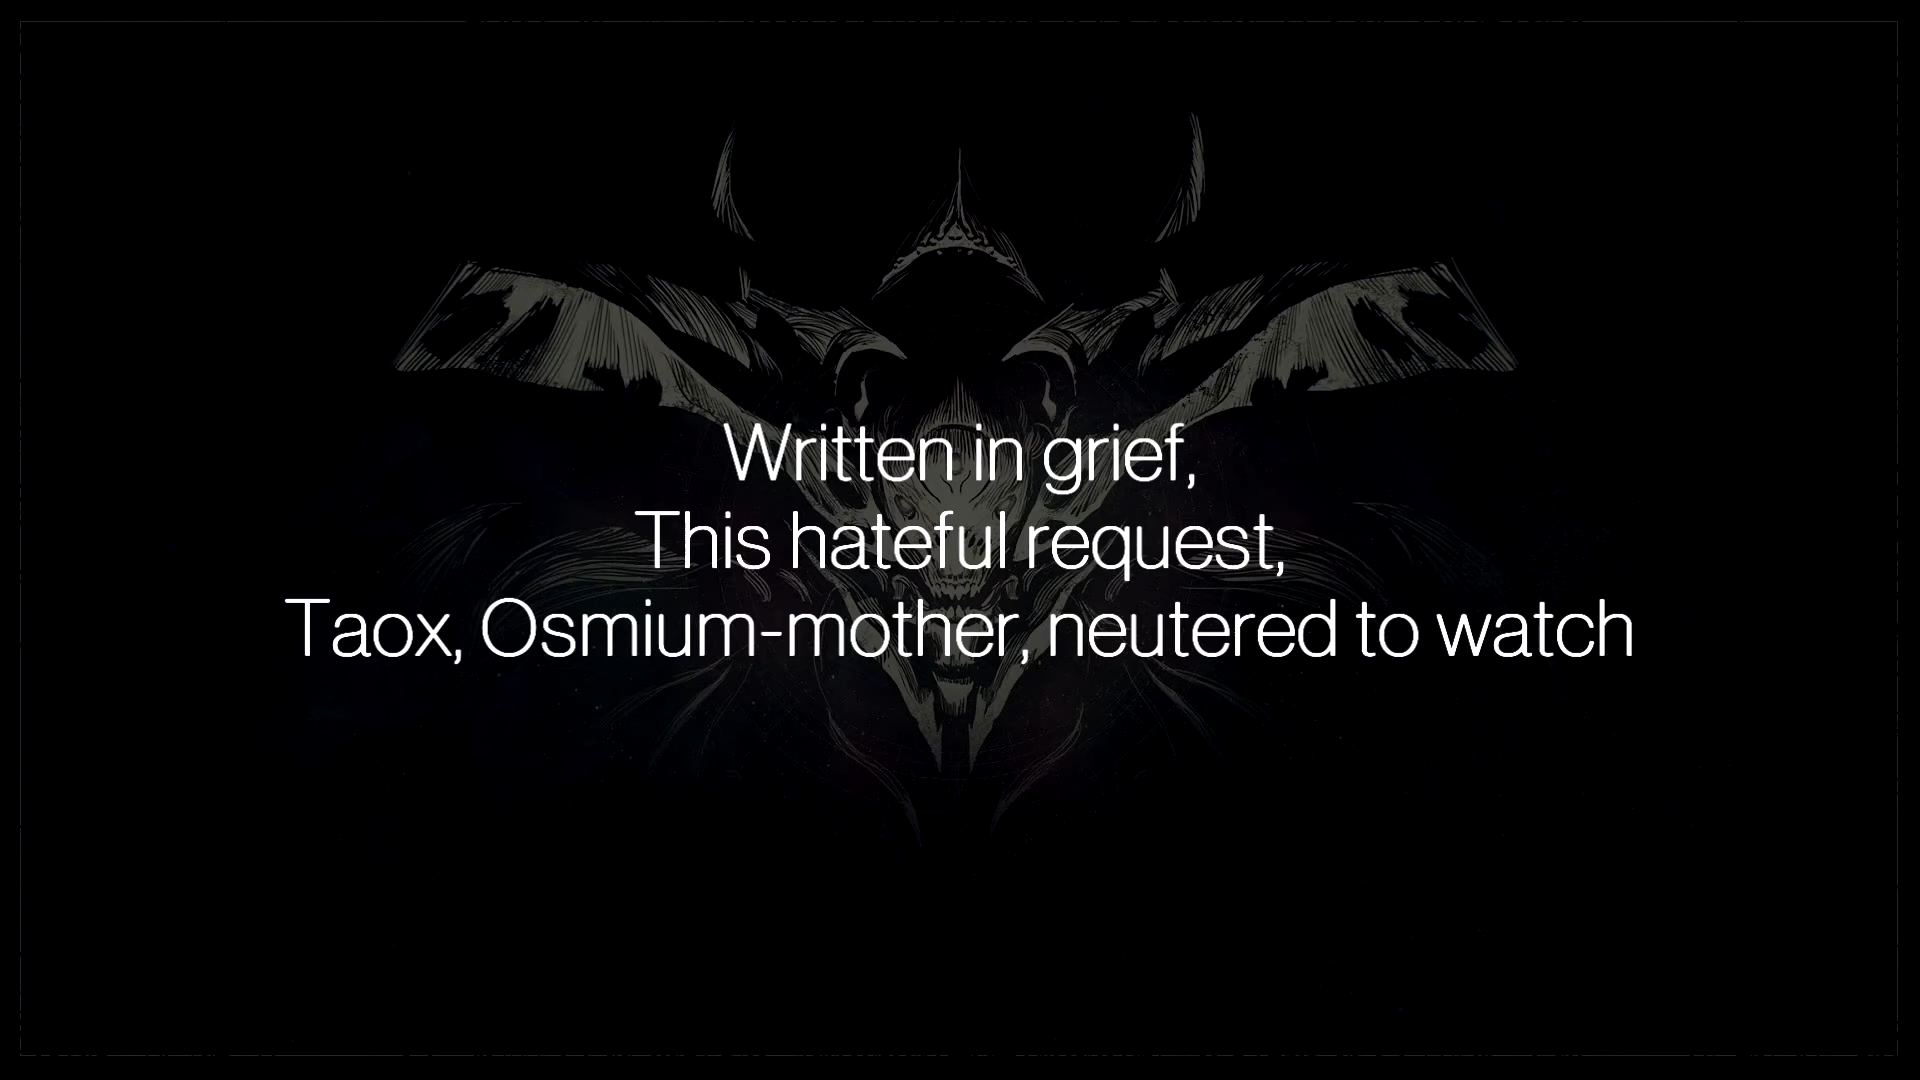 Written in grief,
This hateful request,
Taox, Osmium-mother, neutered to watch